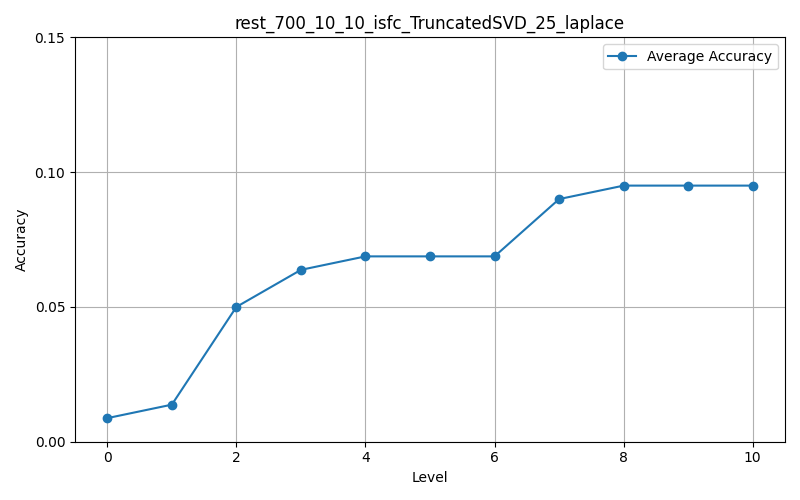 rest_700_10_10_isfc_TruncatedSVD_25_laplace
Average Accuracy
0.15
0.10
0.05
0.00
Accuracy
0 2 4 6 8 10
Level